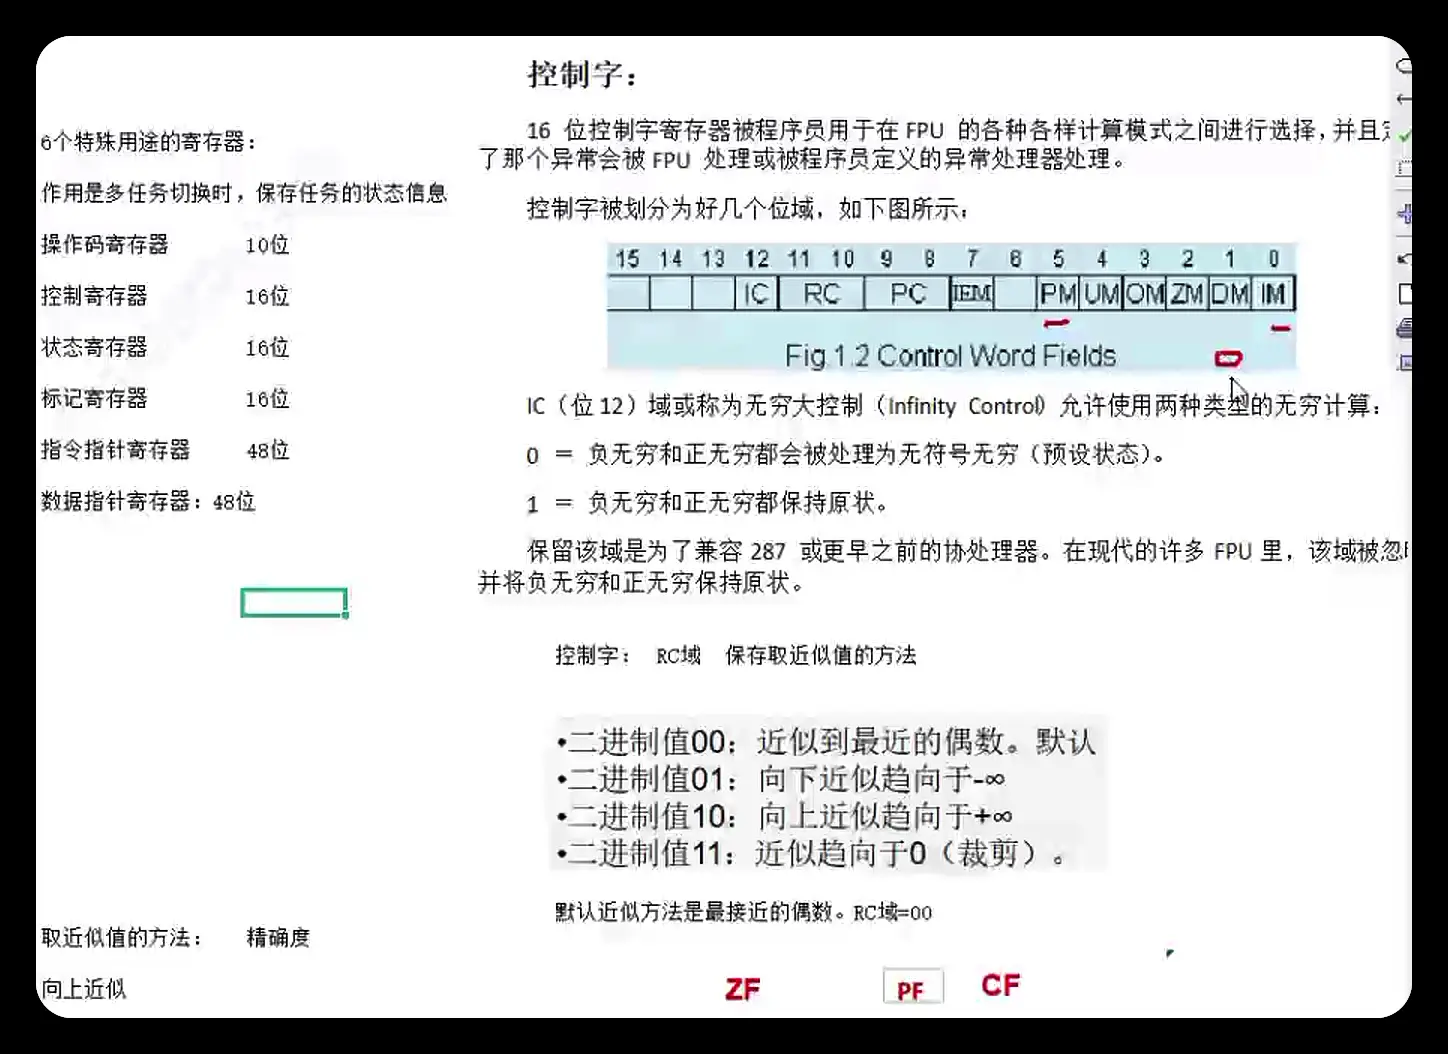 6个特殊用途的寄存器：
作用是多任务切换时，保存任务的状态信息
操作码寄存器 10位
控制寄存器 16位
状态寄存器 16位
标记寄存器 16位
指令指针寄存器 48位
数据指针寄存器：48位
取近似值的方法： 精确度
向上近似
控制字：
16 位控制字寄存器被程序员用于在 FPU 的各种各样计算模式之间进行选择，并且
了那个异常会被 FPU 处理或被程序员定义的异常处理器处理。
控制字被划分为好几个位域，如下图所示：
15 14 13 12 11 10 9 8 7 6 5 4 3 2 1 0
IC RC PC IEM PM UM OM ZM DM IM
Fig.1.2 Control Word Fields
IC（位 12）域或称为无穷大控制（Infinity Control）允许使用两种类型的无穷计算：
0 = 负无穷和正无穷都会被处理为无符号无穷（预设状态）。
1 = 负无穷和正无穷都保持原状。
保留该域是为了兼容 287 或更早之前的协处理器。在现代的许多 FPU 里，该域被忽
并将负无穷和正无穷保持原状。
控制字： RC域 保存取近似值的方法
•二进制值00：近似到最近的偶数。默认
•二进制值01：向下近似趋向于-∞
•二进制值10：向上近似趋向于+∞
•二进制值11：近似趋向于0（裁剪）。
默认近似方法是最接近的偶数。RC域=00
ZF PF CF